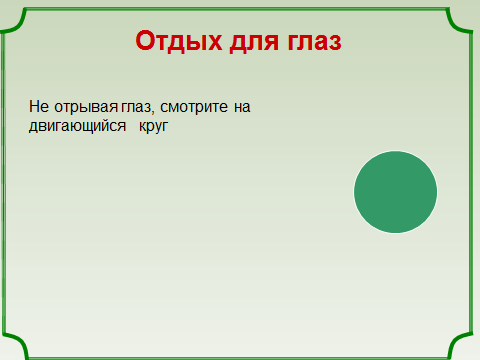 Отдых для глаз
Не отрывая глаз, смотрите на
двигающийся круг